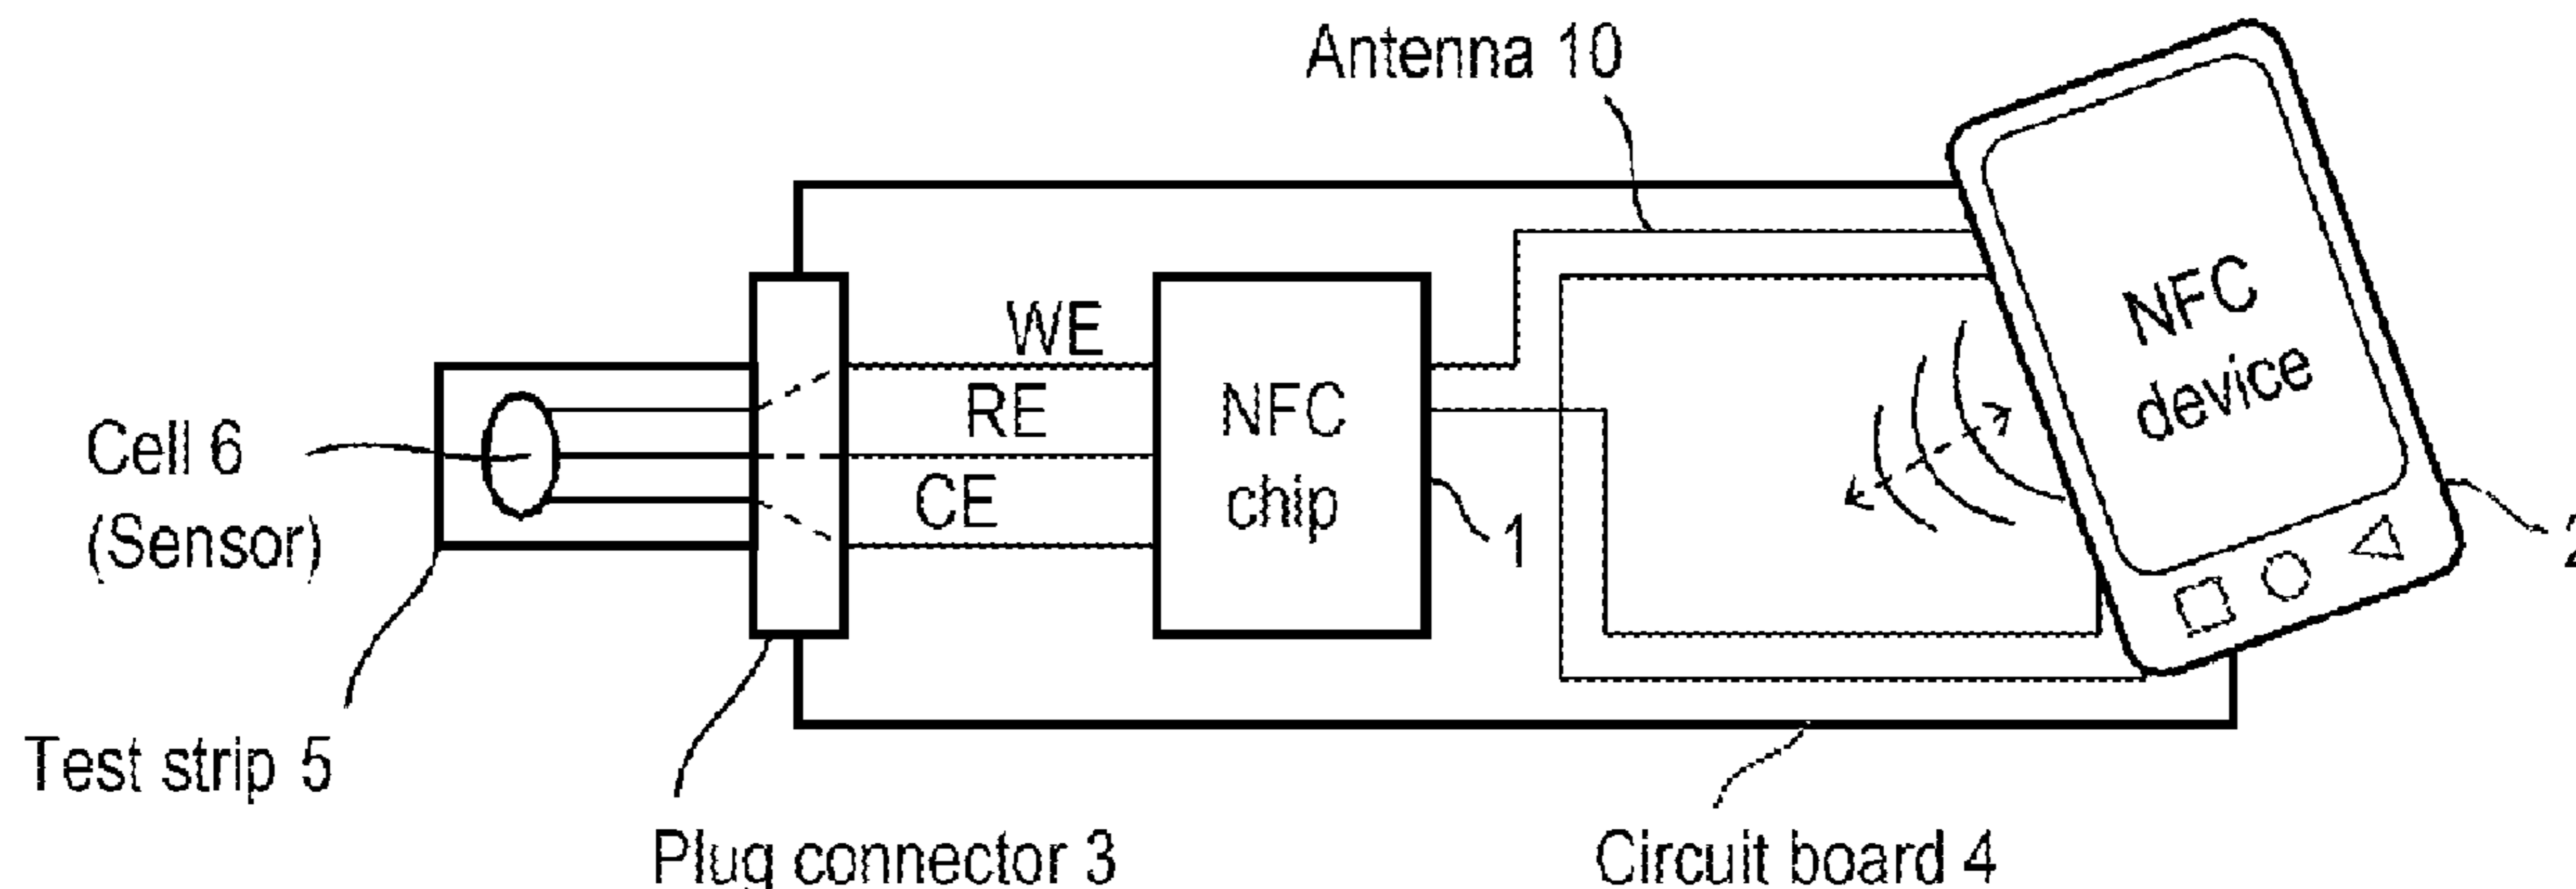 Antenna 10
NFC
device
WE
RE
CE
NFC
chip
Cell 6
(Sensor)
1
2
Test strip 5
Plug connector 3
Circuit board 4